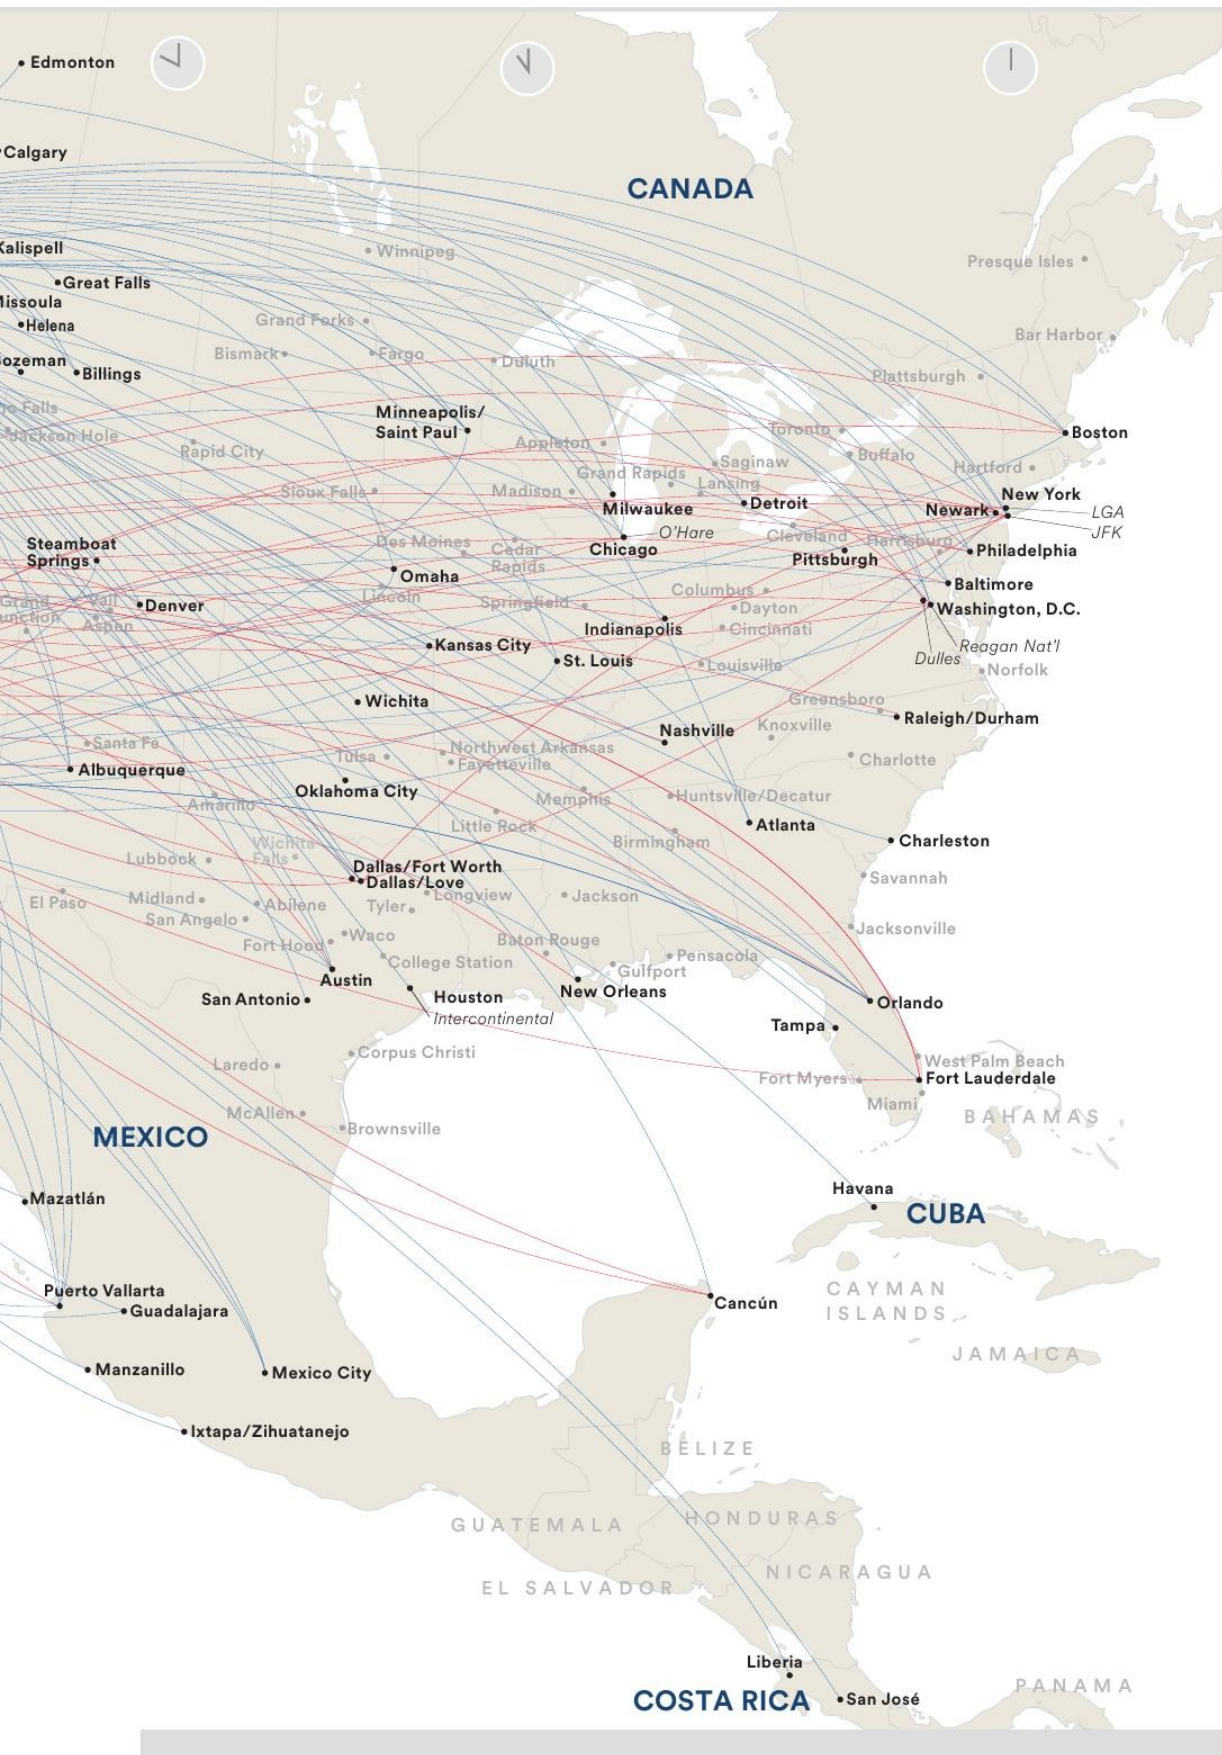 Edmonton
Calgary
CANADA
Kalispell
Winnipeg
Presque Isles
Great Falls
Missoula
Helena
Grand Forks
Bar Harbor
Bozeman
Billings
Bismark
Fargo
Duluth
Plattsburgh
Falls
Jackson Hole
Minneapolis/
Saint Paul
Rapid City
Appleton
Toronto
Boston
Buffalo
Saginaw
Hartford
Grand Rapids
Lansing
Sioux Falls
Madison
Milwaukee
Detroit
New York
Newark
LGA
JFK
Steamboat
Springs
O'Hare
Chicago
Des Moines
Cedar
Rapids
Cleveland
Harrisburg
Pittsburgh
Philadelphia
Omaha
Lincoln
Columbus
Baltimore
Grand
Junction
Vail
Aspen
Denver
Springfield
Dayton
Washington, D.C.
Indianapolis
Cincinnati
Kansas City
Reagan Nat'l
Dulles
St. Louis
Louisville
Norfolk
Wichita
Greensboro
Raleigh/Durham
Nashville
Knoxville
Santa Fe
Tulsa
Northwest Arkansas
Fayetteville
Charlotte
Albuquerque
Oklahoma City
Amarillo
Memphis
Huntsville/Decatur
Little Rock
Atlanta
Birmingham
Charleston
Wichita
Falls
Lubbock
Dallas/Fort Worth
Dallas/Love
Savannah
El Paso
Midland
Abilene
Longview
Tyler
Jackson
San Angelo
Jacksonville
Waco
Fort Hood
Baton Rouge
Pensacola
College Station
Gulfport
Austin
San Antonio
Houston
Intercontinental
New Orleans
Orlando
Tampa
Corpus Christi
West Palm Beach
Laredo
Fort Myers
Fort Lauderdale
Miami
McAllen
Brownsville
BAHAMAS
MEXICO
Mazatlán
Havana
CUBA
Puerto Vallarta
Guadalajara
Cancún
CAYMAN
ISLANDS
JAMAICA
Manzanillo
Mexico City
Ixtapa/Zihuatanejo
BELIZE
GUATEMALA
HONDURAS
NICARAGUA
EL SALVADOR
Liberia
COSTA RICA
San José
PANAMA